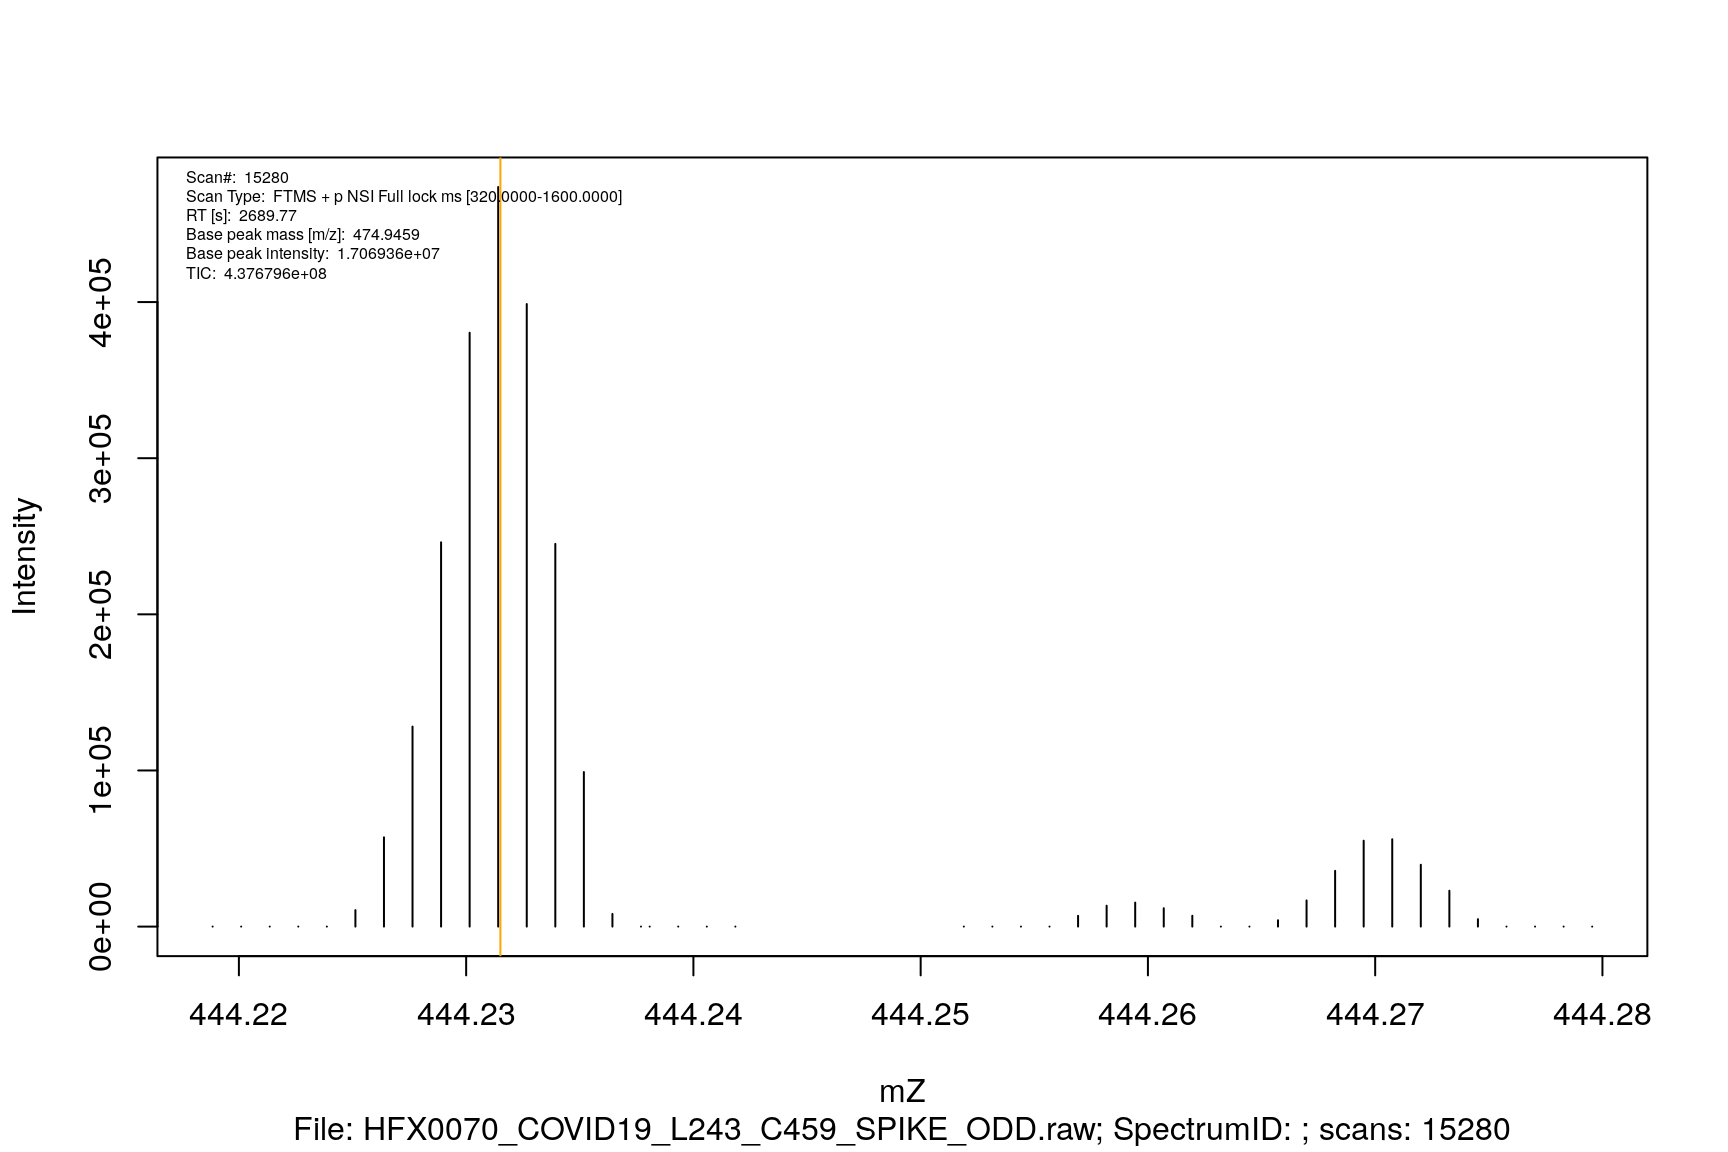 Scan#: 15280
Scan Type: FTMS + p NSI Full lock ms [320.0000-1600.0000]
RT [s]: 2689.77
Base peak mass [m/z]: 474.9459
Base peak intensity: 1.706936e+07
TIC: 4.376796e+08
Intensity
4e+05
3e+05
2e+05
1e+05
0e+00
444.22 444.23 444.24 444.25 444.26 444.27 444.28
mZ
File: HFX0070_COVID19_L243_C459_SPIKE_ODD.raw; SpectrumID: ; scans: 15280